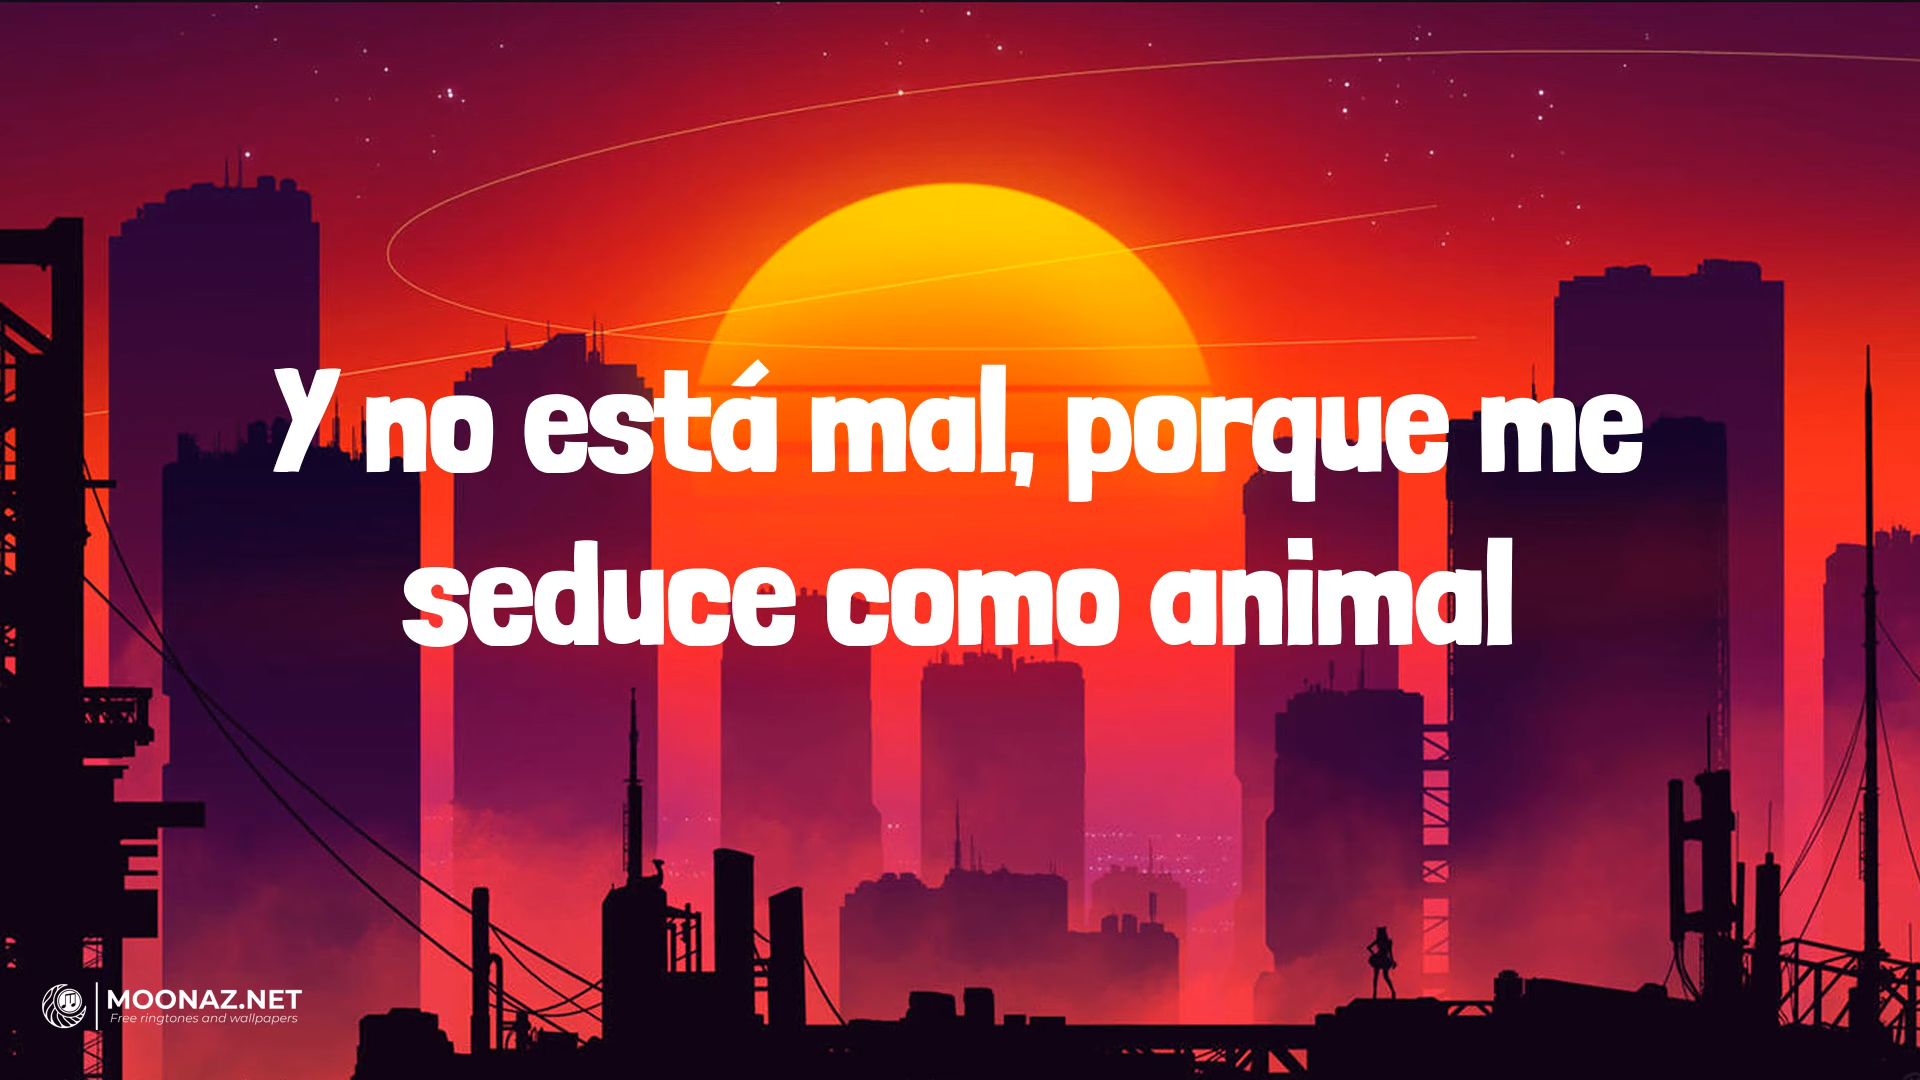 Y no está mal, porque me
seduce como animal
MOONAZ.NET
Free ringtones and wallpapers